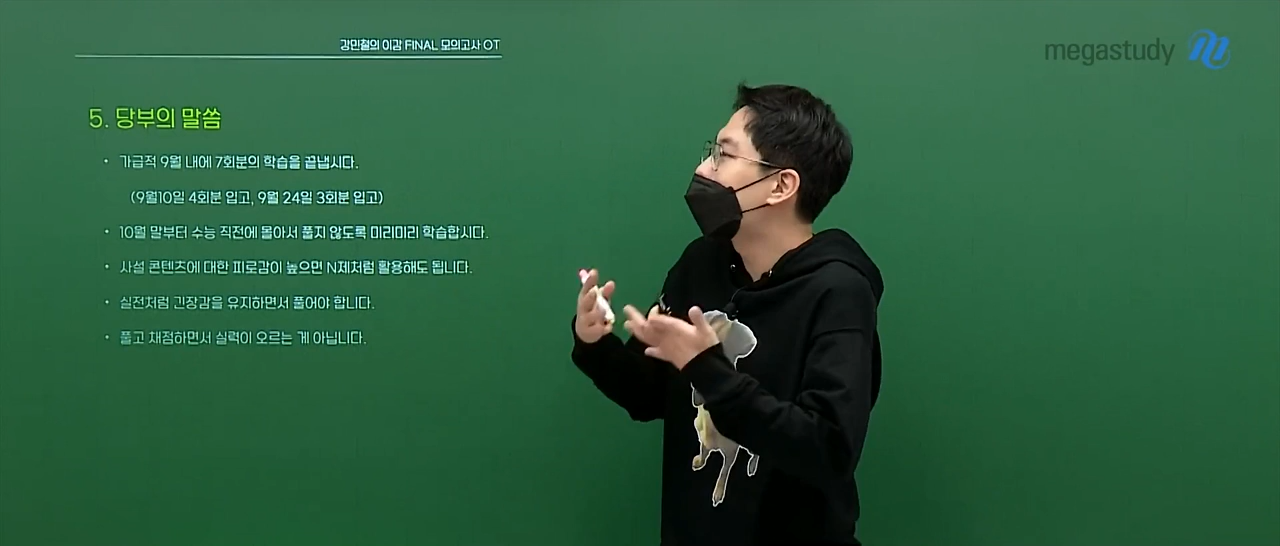 강민철의 이감 FINAL 모의고사 OT
megastudy
5. 당부의 말씀
• 가급적 9월 내에 7회분의 학습을 끝냅시다.
(9월10일 4회분 입고, 9월 24일 3회분 입고)
• 10월 말부터 수능 직전에 몰아서 풀지 않도록 미리미리 학습합시다.
• 사설 콘텐츠에 대한 피로감이 높으면 N제처럼 활용해도 됩니다.
• 실전처럼 긴장감을 유지하면서 풀어야 합니다.
• 풀고 채점하면서 실력이 오르는 게 아닙니다.